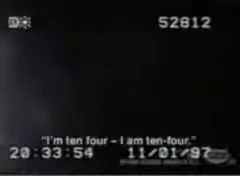 D
52812
"I'm ten four – I am ten-four."
20:33:54 11/01/97